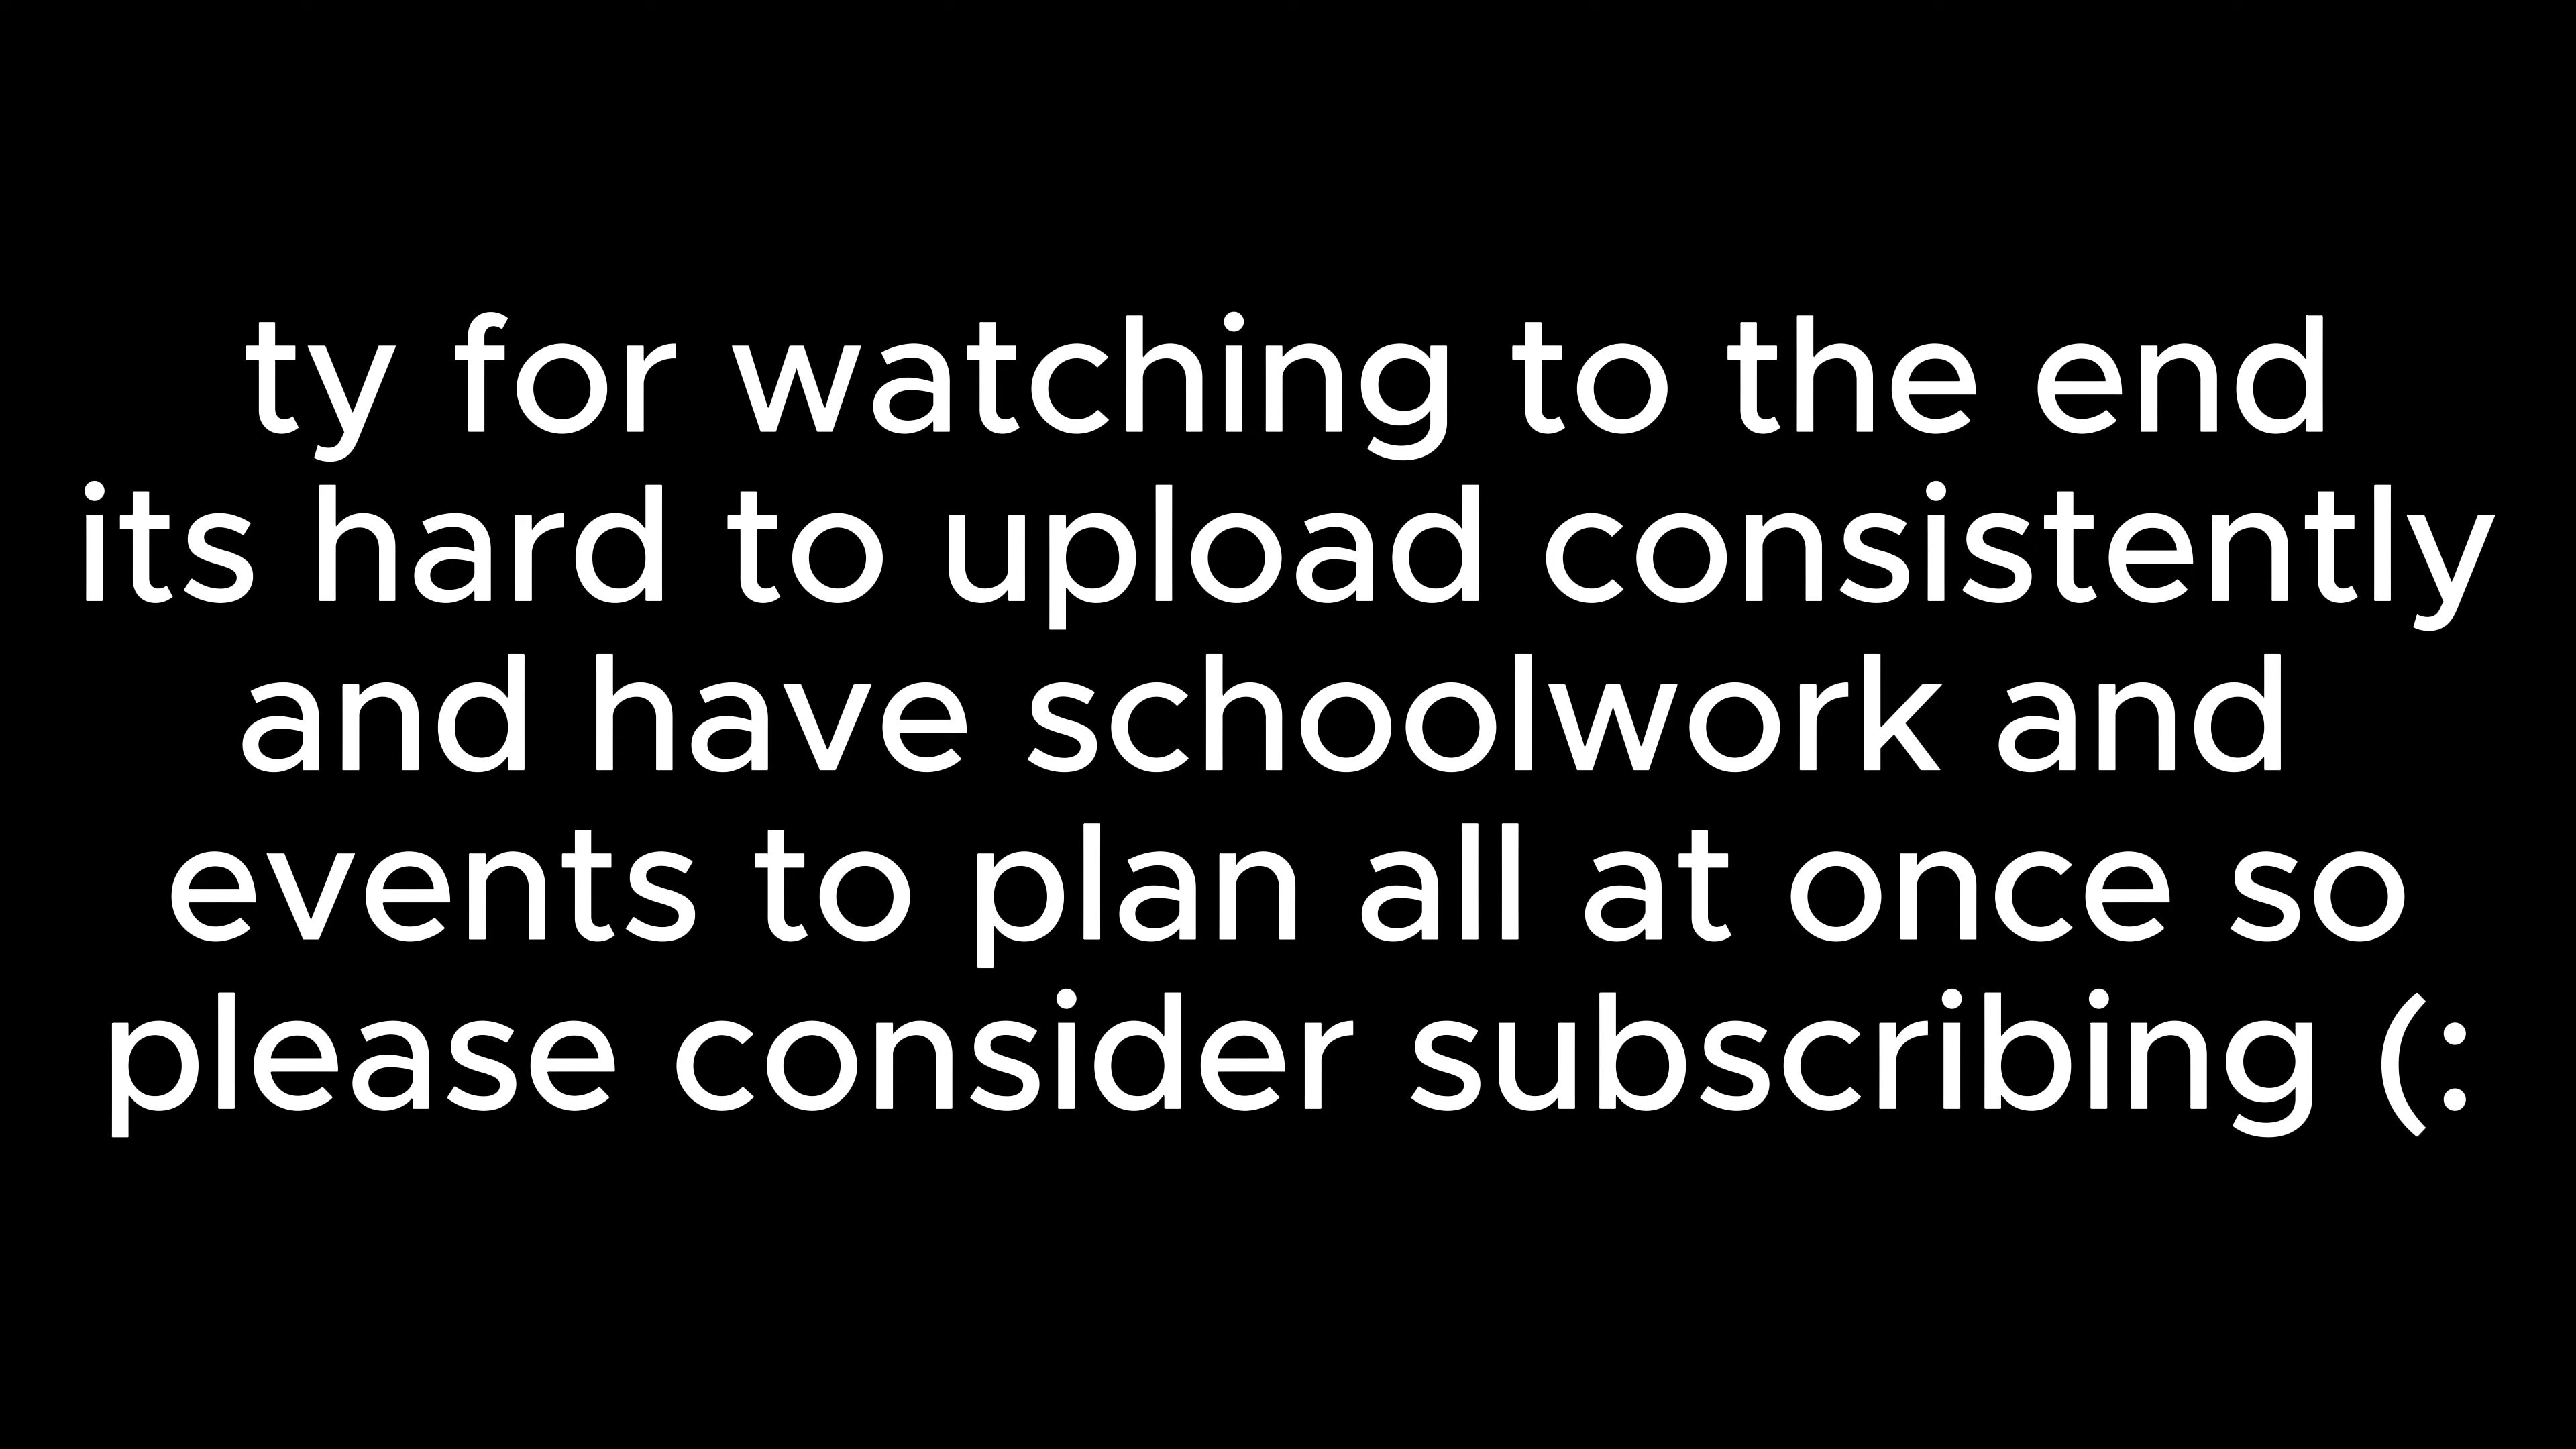 ty for watching to the end
its hard to upload consistently
and have schoolwork and
events to plan all at once so
please consider subscribing (: